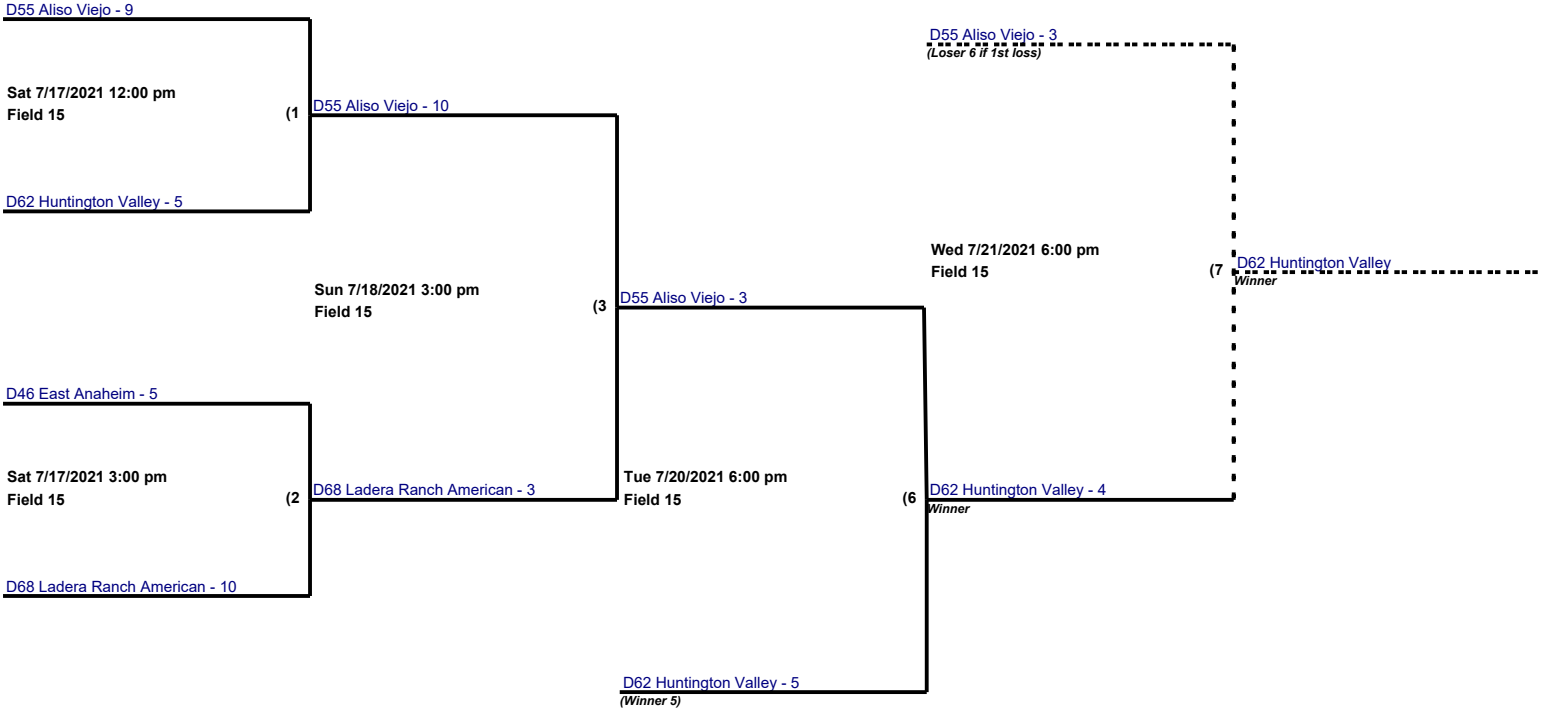 D55 Aliso Viejo - 9
D55 Aliso Viejo - 3
(Loser 6 if 1st loss)
Sat 7/17/2021 12:00 pm
Field 15
(1
D55 Aliso Viejo - 10
D62 Huntington Valley - 5
Wed 7/21/2021 6:00 pm
Field 15
(7
D62 Huntington Valley
Winner
Sun 7/18/2021 3:00 pm
Field 15
(3
D55 Aliso Viejo - 3
D46 East Anaheim - 5
Sat 7/17/2021 3:00 pm
Field 15
(2
D68 Ladera Ranch American - 3
Tue 7/20/2021 6:00 pm
Field 15
(6
D62 Huntington Valley - 4
Winner
D68 Ladera Ranch American - 10
D62 Huntington Valley - 5
(Winner 5)